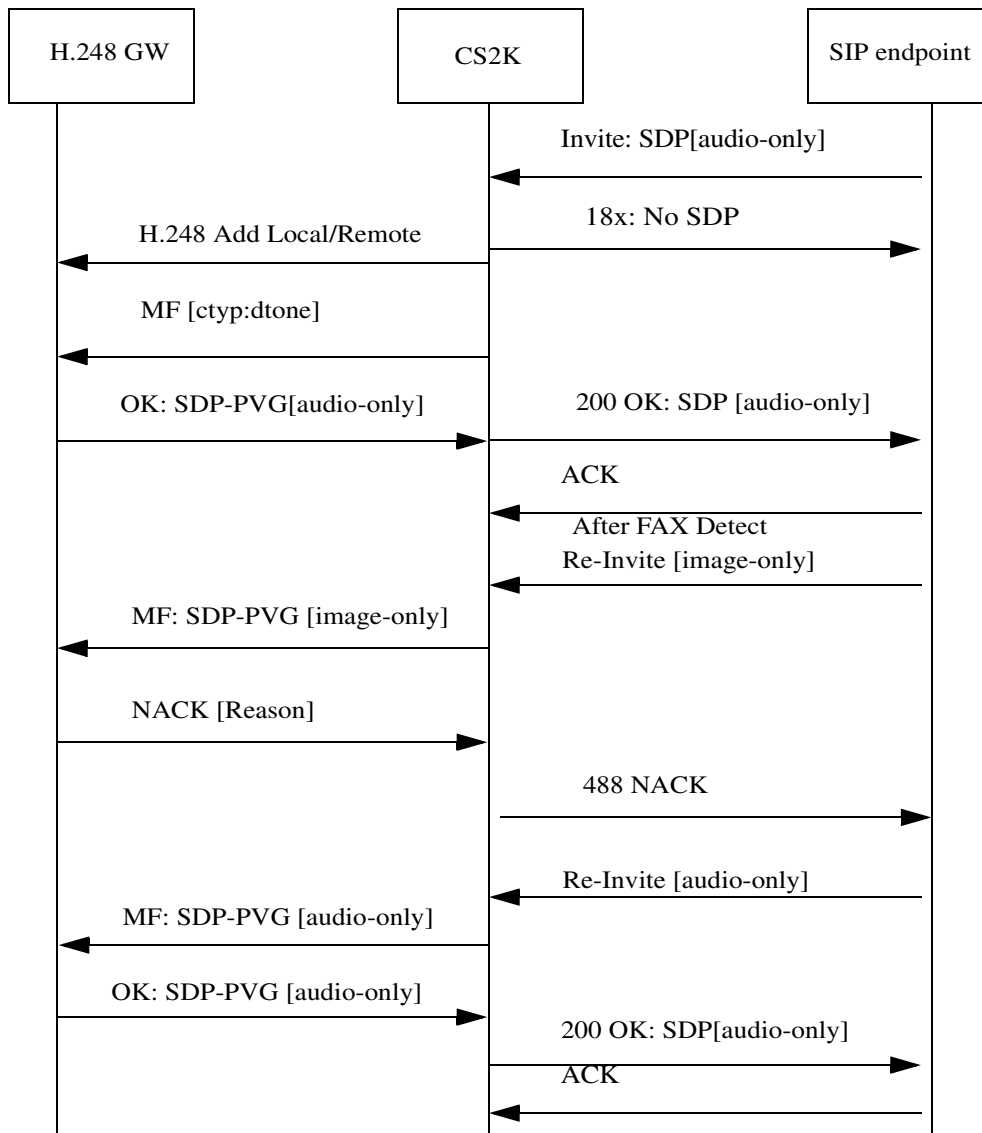 H.248 GW
CS2K
SIP endpoint
Invite: SDP[audio-only]
18x: No SDP
H.248 Add Local/Remote
MF [ctyp:dtone]
OK: SDP-PVG[audio-only]
200 OK: SDP [audio-only]
ACK
After FAX Detect
Re-Invite [image-only]
MF: SDP-PVG [image-only]
NACK [Reason]
488 NACK
Re-Invite [audio-only]
MF: SDP-PVG [audio-only]
OK: SDP-PVG [audio-only]
200 OK: SDP[audio-only]
ACK